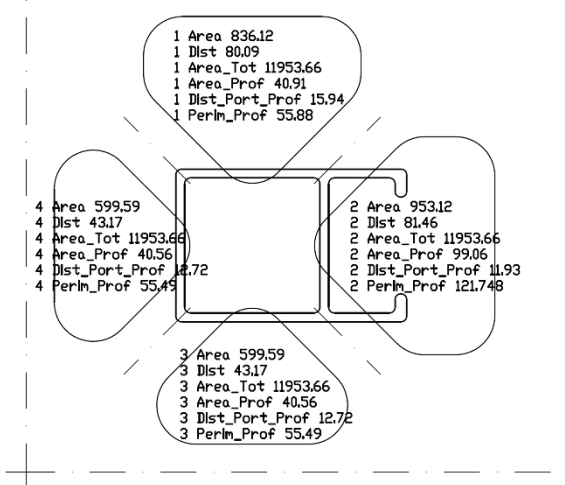 1 Area 836.12
1 Dist 80.09
1 Area_Tot 11953.66
1 Area_Prof 40.91
1 Dist_Port_Prof 15.94
1 Perim_Prof 55.88
4 Area 599.59
4 Dist 43.17
4 Area_Tot 11953.66
4 Area_Prof 40.56
4 Dist_Port_Prof 12.72
4 Perim_Prof 55.49
2 Area 953.12
2 Dist 81.46
2 Area_Tot 11953.66
2 Area_Prof 99.06
2 Dist_Port_Prof 11.93
2 Perim_Prof 121.748
3 Area 599.59
3 Dist 43.17
3 Area_Tot 11953.66
3 Area_Prof 40.56
3 Dist_Port_Prof 12.72
3 Perim_Prof 55.49